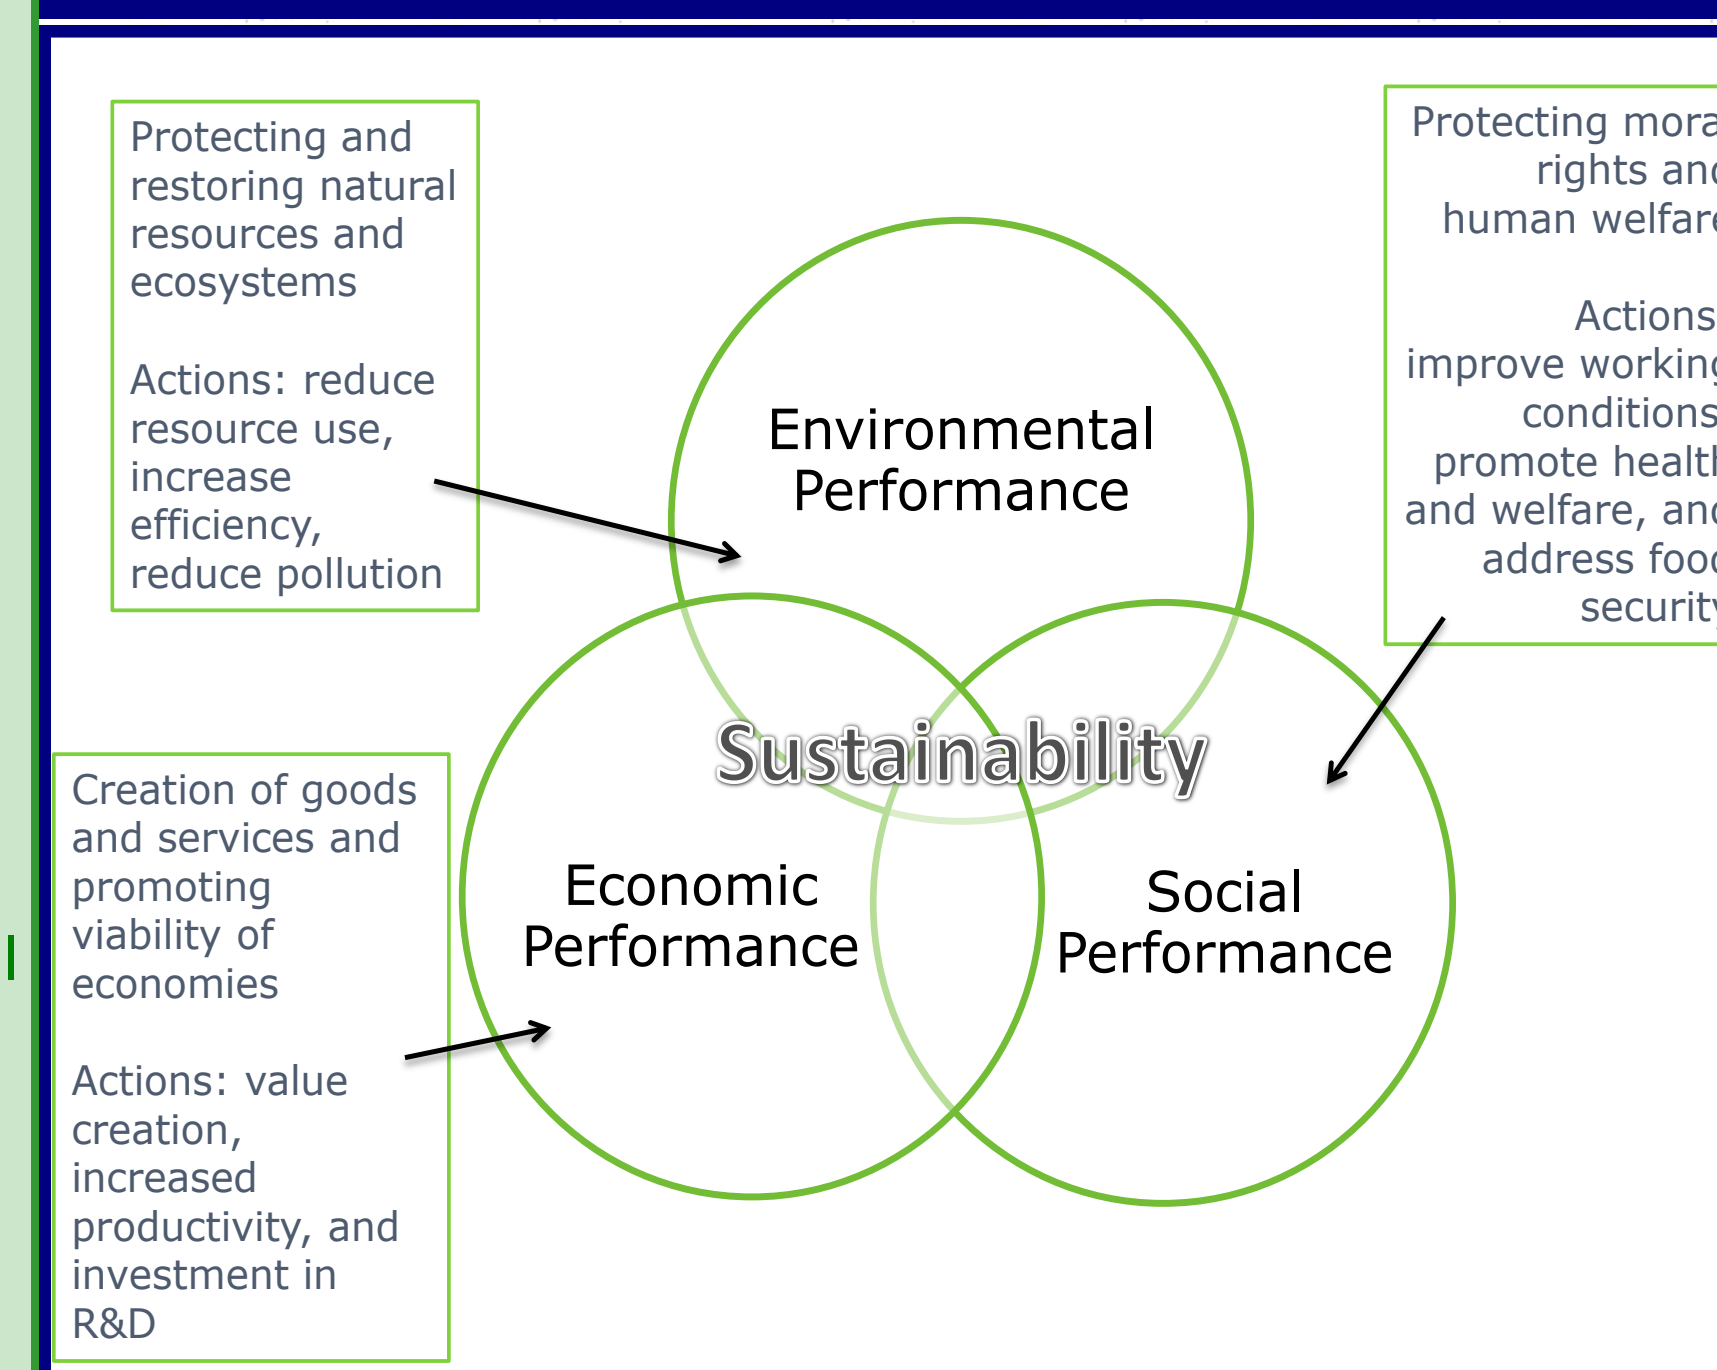 Protecting and
restoring natural
resources and
ecosystems
Actions: reduce
resource use,
increase
efficiency,
reduce pollution
Protecting mora
rights and
human welfare
Actions
improve working
conditions
promote health
and welfare, and
address food
security
Environmental
Performance
Sustainability
Creation of goods
and services and
promoting
viability of
economies
Actions: value
creation,
increased
productivity, and
investment in
R&D
Economic
Performance
Social
Performance